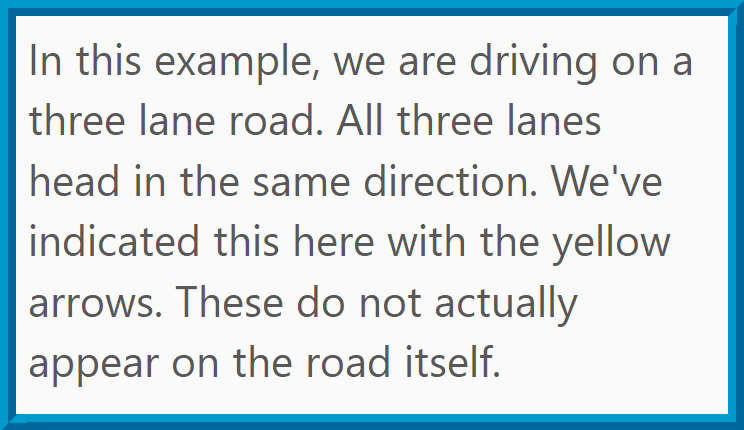 In this example, we are driving on a
three lane road. All three lanes
head in the same direction. We've
indicated this here with the yellow
arrows. These do not actually
appear on the road itself.